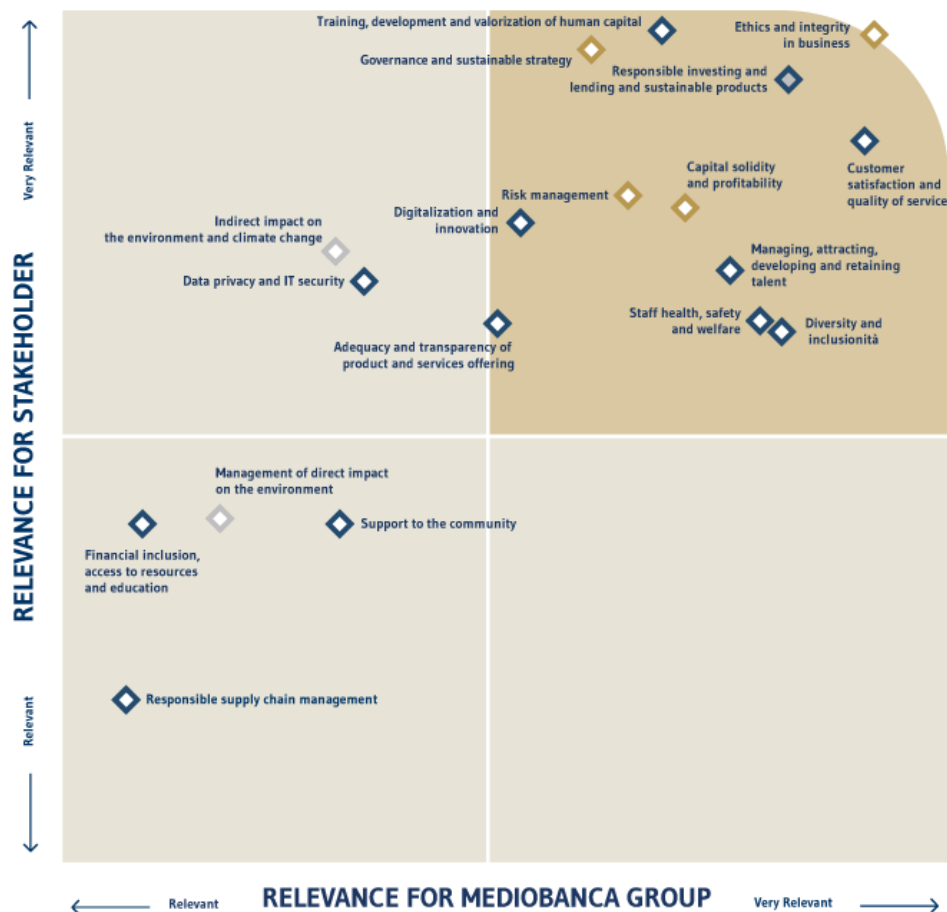 Training, development and valorization of human capital
Ethics and integrity
in business
Governance and sustainable strategy
Responsible investing and
lending and sustainable products
Very Relevant
Customer
satisfaction and
quality of service
Capital solidity
and profitability
Risk management
Digitalization and
innovation
Indirect impact on
the environment and climate change
Data privacy and IT security
Managing, attracting,
developing and retaining
talent
Staff health, safety
and welfare
Diversity and
inclusionità
Adequacy and transparency of
product and services offering
RELEVANCE FOR STAKEHOLDER
Management of direct impact
on the environment
Support to the community
Financial inclusion,
access to resources
and education
Responsible supply chain management
Relevant
Relevant
RELEVANCE FOR MEDIOBANCA GROUP
Very Relevant